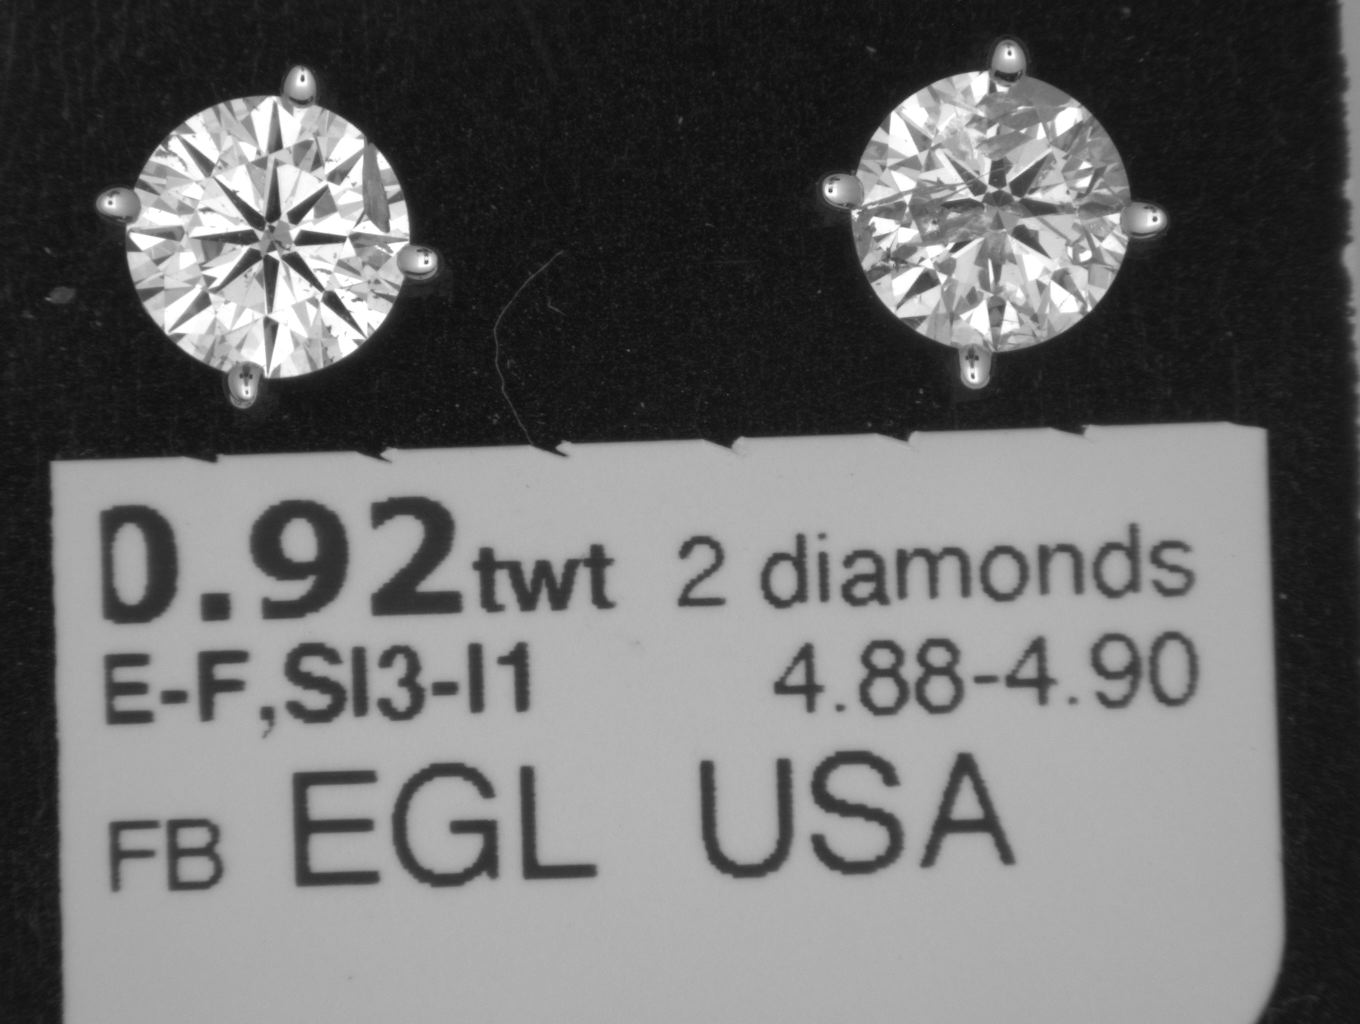 0.92twt 2 diamonds
E-F,SI3-I1 4.88-4.90
FB EGL USA